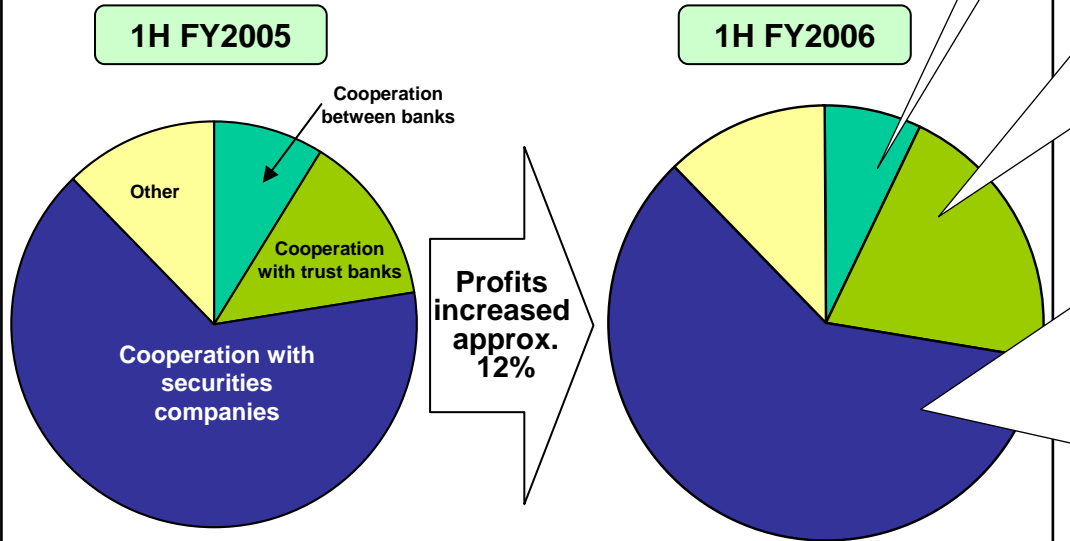 1H FY2005
1H FY2006
Cooperation
between banks
Other
Cooperation
with trust banks
Cooperation with
securities
companies
Profits
increased
approx.
12%